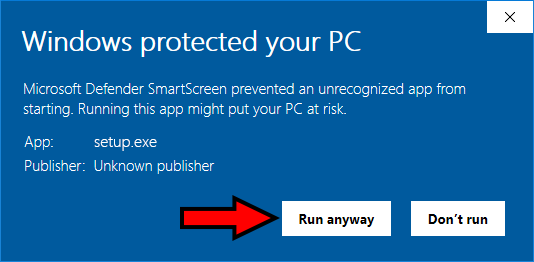 Windows protected your PC
Microsoft Defender SmartScreen prevented an unrecognized app from
starting. Running this app might put your PC at risk.
App: setup.exe
Publisher: Unknown publisher
Run anyway Don’t run